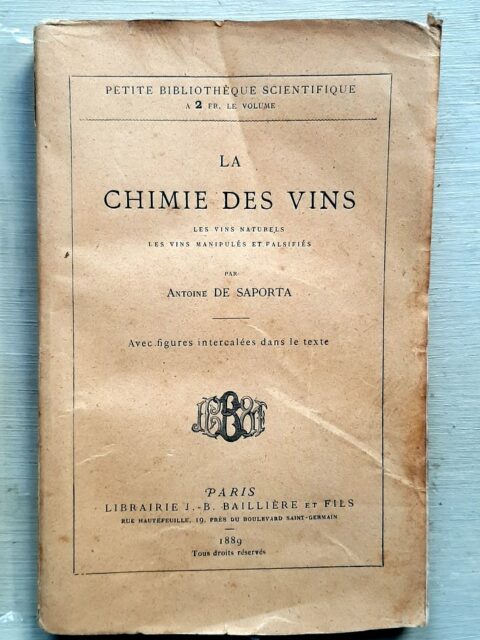 PETITE BIBLIOTHÈQUE SCIENTIFIQUE
A 2 FR. LE VOLUME
LA
CHIMIE DES VINS
LES VINS NATURELS
LES VINS MANIPULÉS ET FALSIFIÉS
PAR
ANTOINE DE SAPORTA
Avec figures intercalées dans le texte
PARIS
LIBRAIRIE J.-B. BAILLIÈRE ET FILS
RUE HAUTEFEUILLE, 19, PRÈS DU BOULEVARD SAINT-GERMAIN
1889
Tous droits réservés